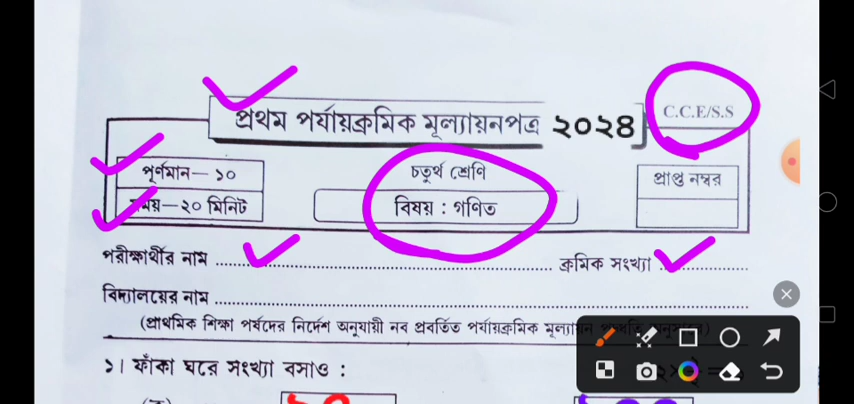 C.C.E/S.S
প্রথম পর্যায়ক্রমিক মূল্যায়নপত্র ২০২৪
পূর্ণমান— ১০
চতুর্থ শ্রেণি
প্রাপ্ত নম্বর
সময়—২০ মিনিট
বিষয় : গণিত
পরীক্ষার্থীর নাম ............ ক্রমিক সংখ্যা ............
বিদ্যালয়ের নাম ............
(প্রাথমিক শিক্ষা পর্ষদের নির্দেশ অনুযায়ী নব প্রবর্তিত পর্যায়ক্রমিক মূল্যায়ন
১। ফাঁকা ঘরে সংখ্যা বসাও :